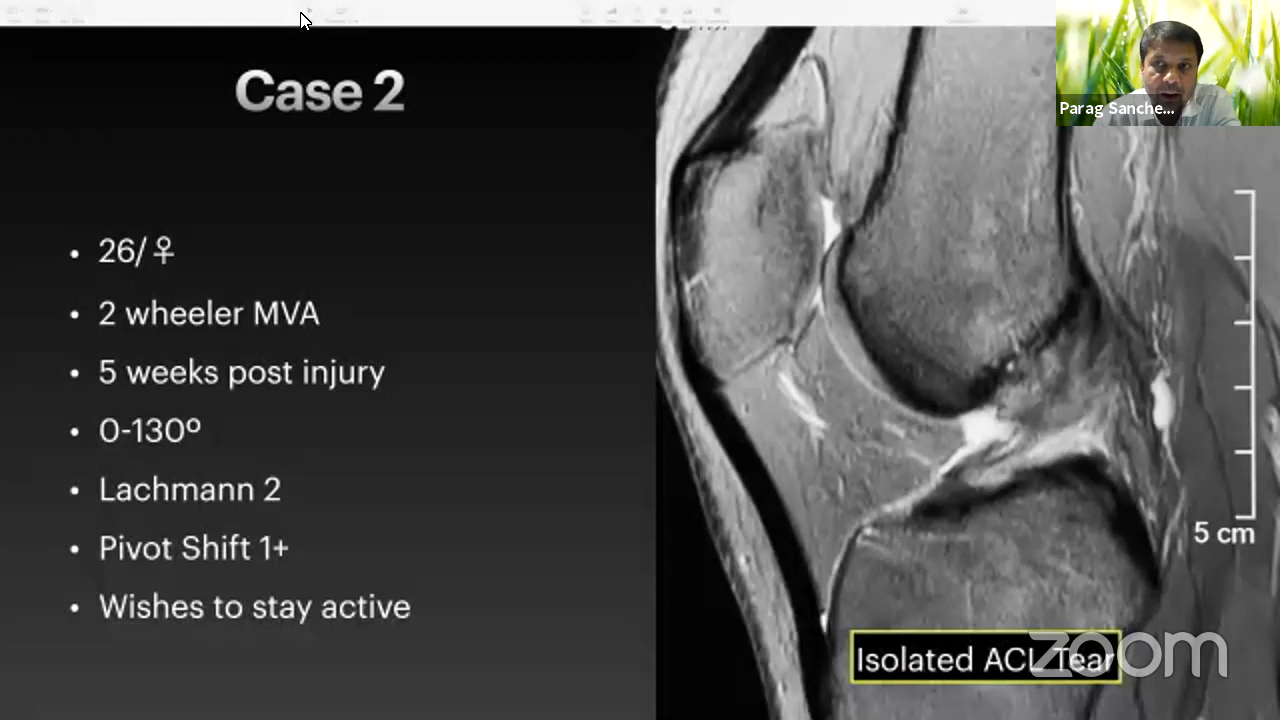 Case 2
Parag Sanche...
• 26/♀
• 2 wheeler MVA
• 5 weeks post injury
• 0-130º
• Lachmann 2
• Pivot Shift 1+
• Wishes to stay active
5 cm
Isolated ACL Tear
zoom